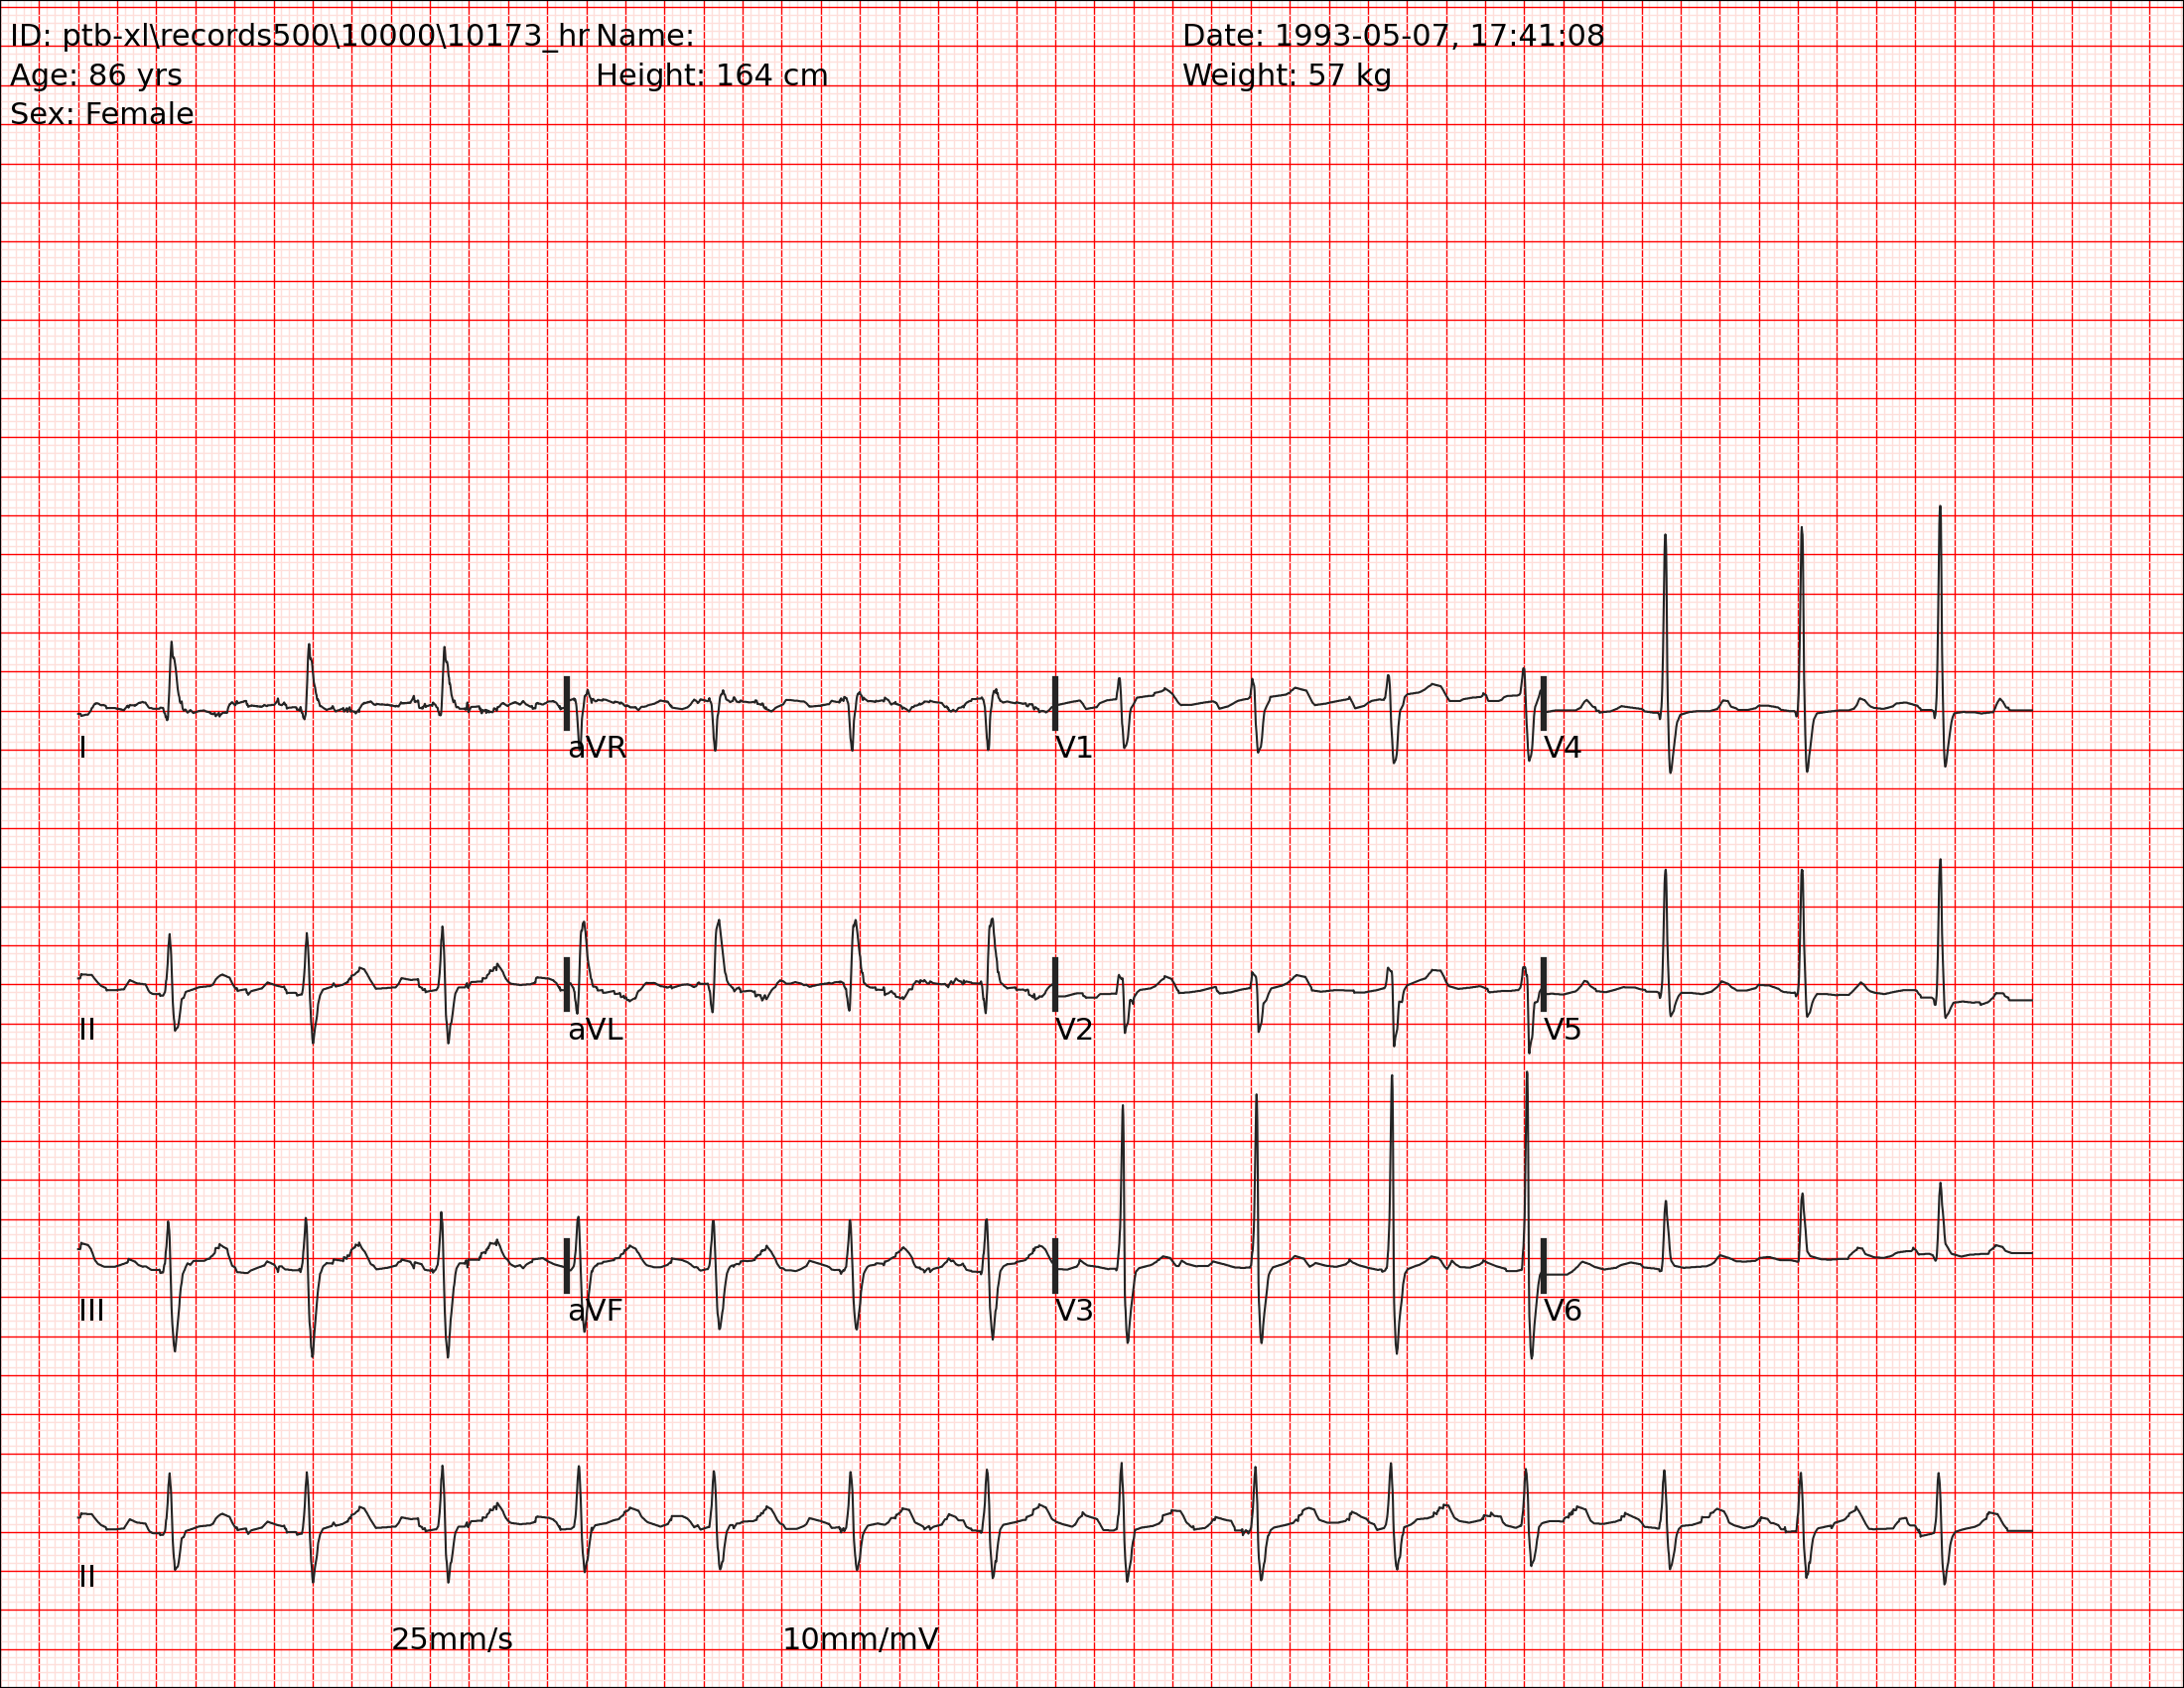 ID: ptb-xl\records500\10000\10173_hr Name: Date: 1993-05-07, 17:41:08
Age: 86 yrs Height: 164 cm Weight: 57 kg
Sex: Female
I aVR V1 V4
II aVL V2 V5
III aVF V3 V6
II
25mm/s 10mm/mV